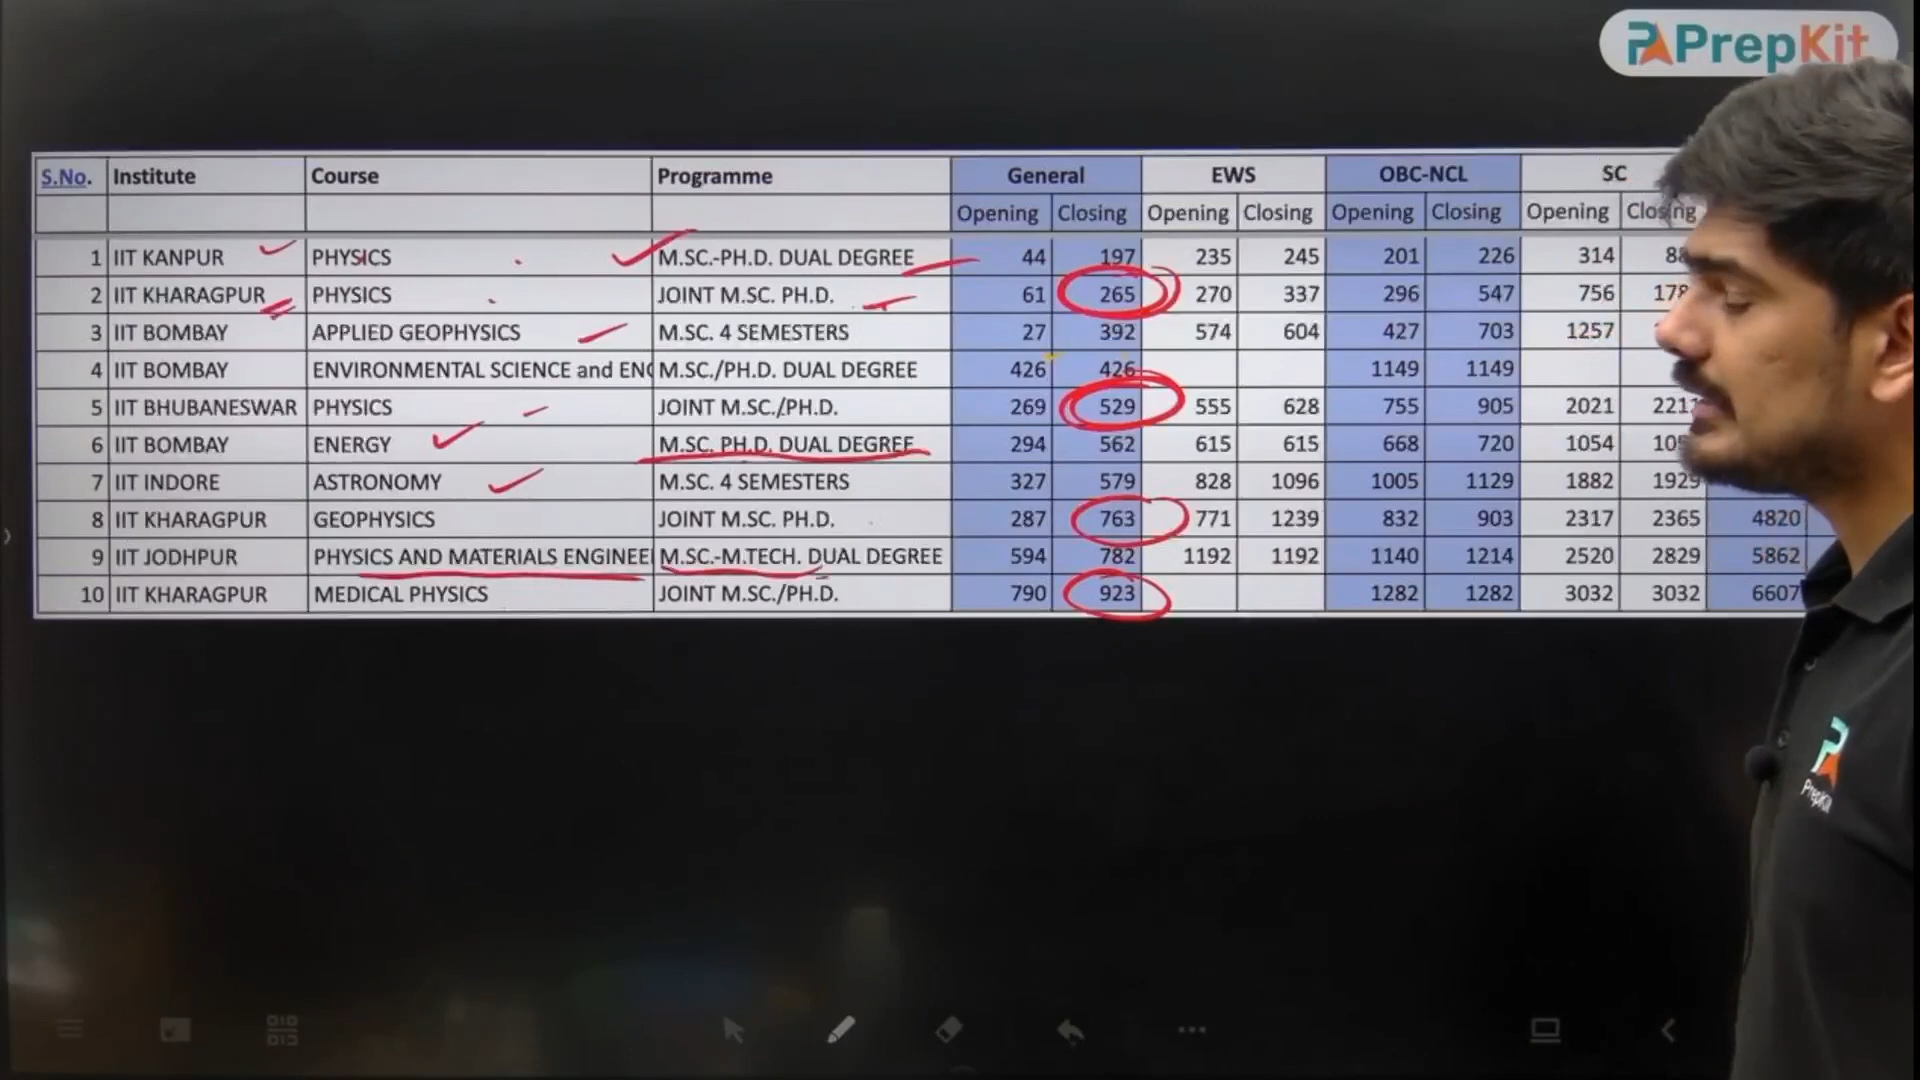 PrepKit
S.No. Institute Course Programme General EWS OBC-NCL SC
Opening Closing Opening Closing Opening Closing Opening Closing
1 IIT KANPUR PHYSICS M.SC.-PH.D. DUAL DEGREE 44 197 235 245 201 226 314
2 IIT KHARAGPUR PHYSICS JOINT M.SC. PH.D. 61 265 270 337 296 547 756
3 IIT BOMBAY APPLIED GEOPHYSICS M.SC. 4 SEMESTERS 27 392 574 604 427 703 1257
4 IIT BOMBAY ENVIRONMENTAL SCIENCE and ENG M.SC./PH.D. DUAL DEGREE 426 426 1149 1149
5 IIT BHUBANESWAR PHYSICS JOINT M.SC./PH.D. 269 529 555 628 755 905 2021
6 IIT BOMBAY ENERGY M.SC. PH.D. DUAL DEGREE 294 562 615 615 668 720 1054
7 IIT INDORE ASTRONOMY M.SC. 4 SEMESTERS 327 579 828 1096 1005 1129 1882 1929
8 IIT KHARAGPUR GEOPHYSICS JOINT M.SC. PH.D. 287 763 771 1239 832 903 2317 2365 4820
9 IIT JODHPUR PHYSICS AND MATERIALS ENGINEE M.SC.-M.TECH. DUAL DEGREE 594 782 1192 1192 1140 1214 2520 2829 5862
10 IIT KHARAGPUR MEDICAL PHYSICS JOINT M.SC./PH.D. 790 923 1282 1282 3032 3032 6607
PrepKit